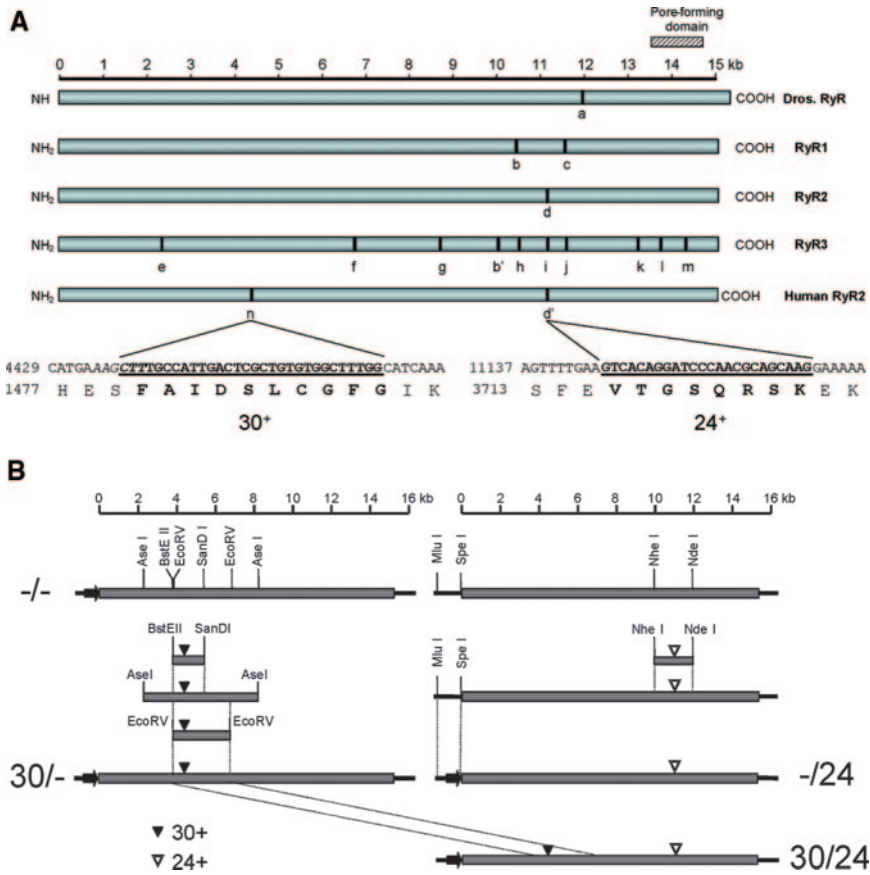 A
Pore-forming
domain
0 1 2 3 4 5 6 7 8 9 10 11 12 13 14 15 kb
NH COOH Dros. RyR
a
NH2 COOH RyR1
b c
NH2 COOH RyR2
d
NH2 COOH RyR3
e f g b' h i j k l m
NH2 COOH Human RyR2
n d'
4429 CATGAAAGCTTTGCCATTGACTCGCTGTGTGGCTTTGGCATCAAA 11137 AGTTTTGAAGTCACAGGATCCCAACGCAGCAAGGAAAAA
1477 H E S F A I D S L C G F G I K 3713 S F E V T G S Q R S K E K
30+ 24+
B
0 2 4 6 8 10 12 14 16 kb 0 2 4 6 8 10 12 14 16 kb
Ase I BstE II EcoRV SanD I EcoRV Ase I Mlu I Spe I Nhe I Nde I
-/-
BstEII SanDI Mlu I Spe I Nhe I Nde I
AseI AseI
EcoRV EcoRV
30/- -/24
30+
24+ 30/24